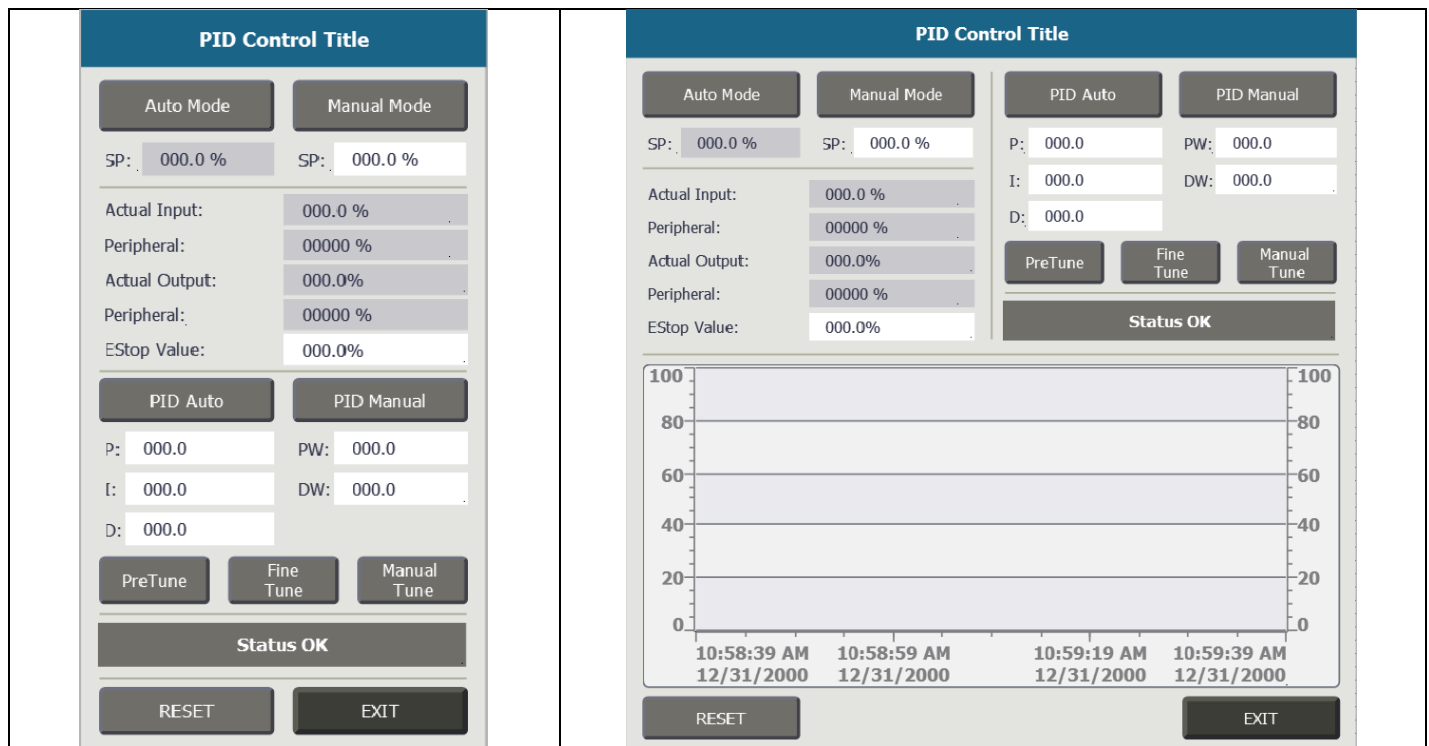 PID Control Title
Auto Mode Manual Mode
SP: 000.0 % SP: 000.0 %
Actual Input: 000.0 %
Peripheral: 00000 %
Actual Output: 000.0%
Peripheral: 00000 %
EStop Value: 000.0%
PID Auto PID Manual
P: 000.0 PW: 000.0
I: 000.0 DW: 000.0
D: 000.0
PreTune Fine Tune Manual Tune
Status OK
RESET EXIT
PID Control Title
Auto Mode Manual Mode
SP: 000.0 % SP: 000.0 %
Actual Input: 000.0 %
Peripheral: 00000 %
Actual Output: 000.0%
Peripheral: 00000 %
EStop Value: 000.0%
PID Auto PID Manual
P: 000.0 PW: 000.0
I: 000.0 DW: 000.0
D: 000.0
PreTune Fine Tune Manual Tune
Status OK
100 100
80 80
60 60
40 40
20 20
0 0
10:58:39 AM 10:58:59 AM 10:59:19 AM 10:59:39 AM
12/31/2000 12/31/2000 12/31/2000 12/31/2000
RESET EXIT